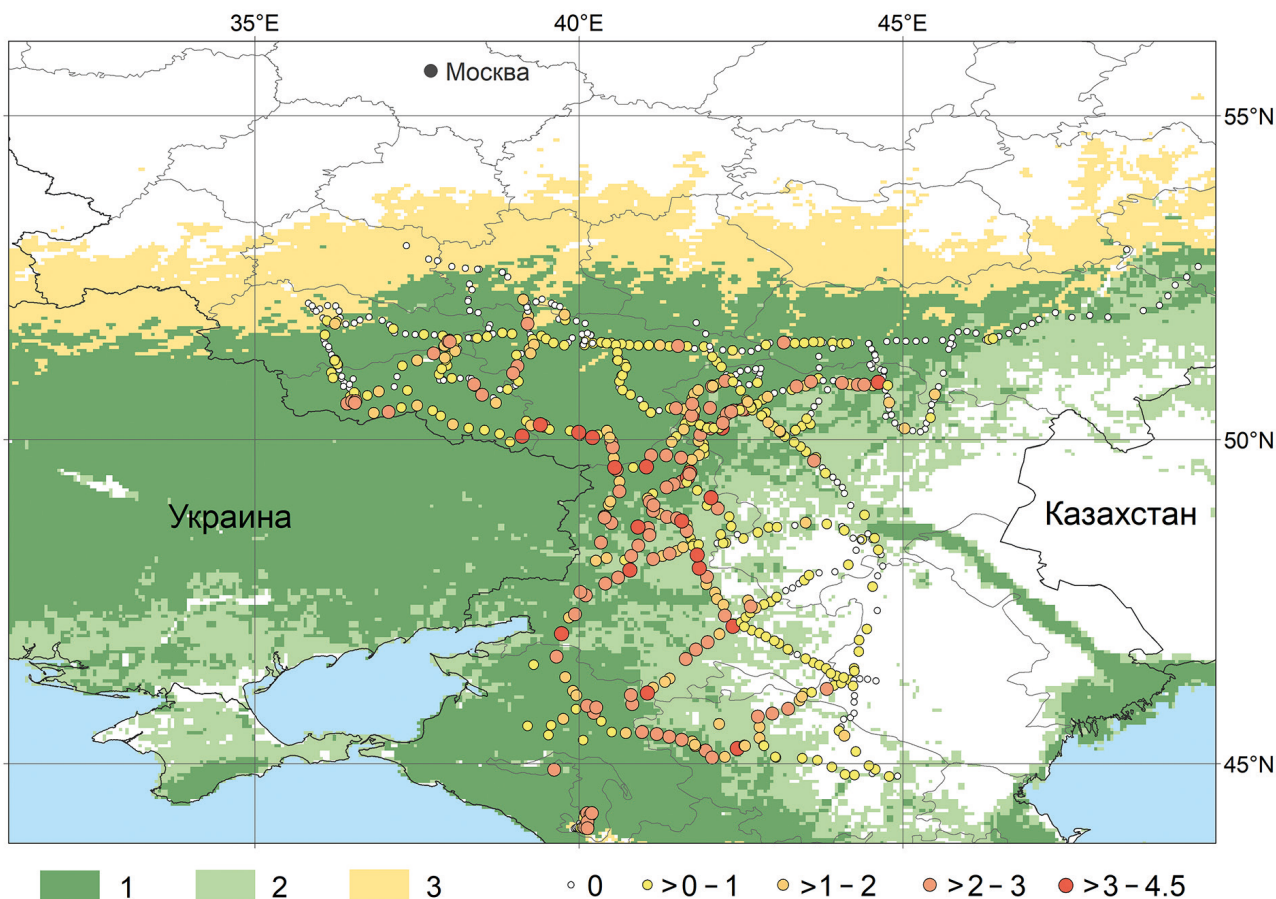 35°E 40°E 45°E
Москва
55°N
50°N
Украина
Казахстан
45°N
1 2 3 0 >0 – 1 >1 – 2 >2 – 3 >3 – 4.5